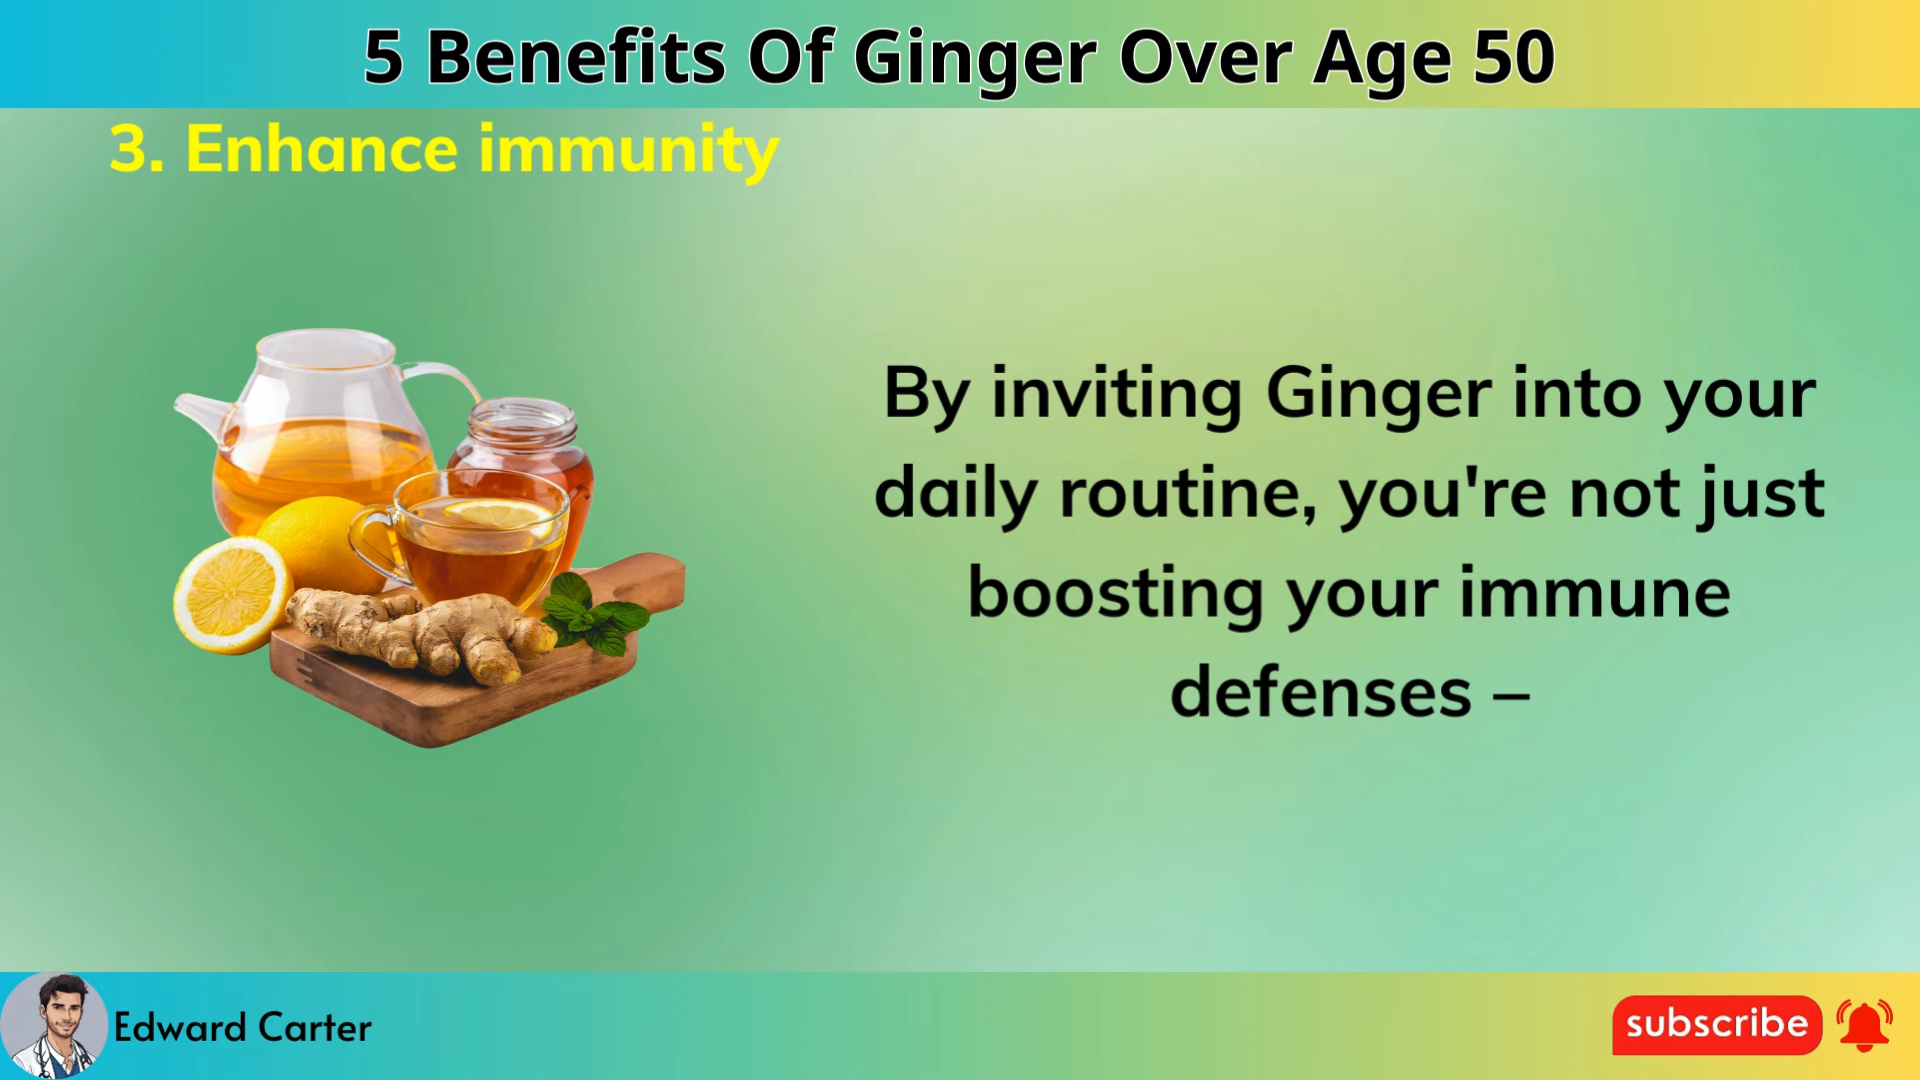 5 Benefits Of Ginger Over Age 50
3. Enhance immunity
By inviting Ginger into your
daily routine, you're not just
boosting your immune
defenses –
Edward Carter
subscribe